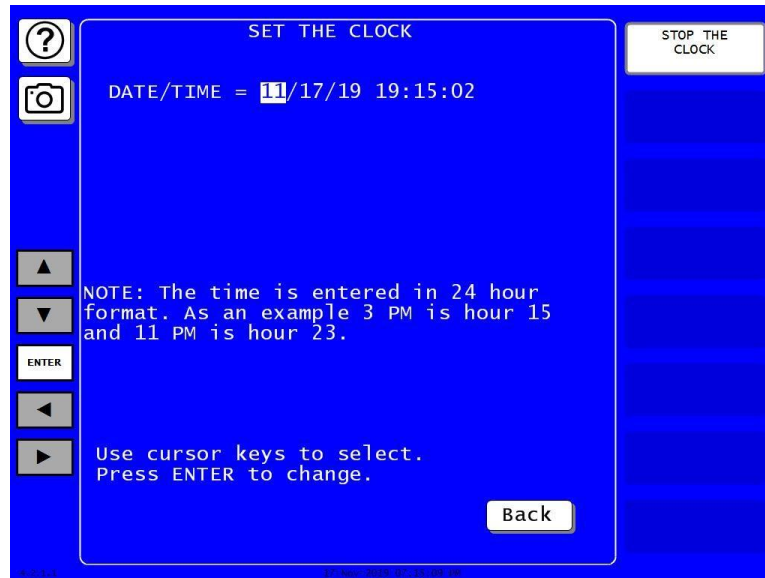 ?
SET THE CLOCK
STOP THE
CLOCK
DATE/TIME = 11/17/19 19:15:02
NOTE: The time is entered in 24 hour
format. As an example 3 PM is hour 15
and 11 PM is hour 23.
ENTER
Use cursor keys to select.
Press ENTER to change.
Back